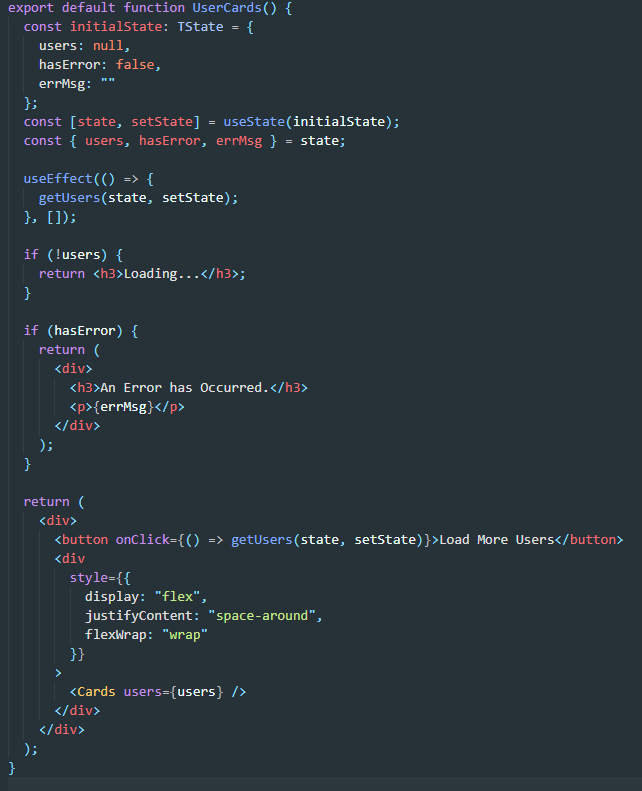 export default function UserCards() {
  const initialState: TState = {
    users: null,
    hasError: false,
    errMsg: ""
  };
  const [state, setState] = useState(initialState);
  const { users, hasError, errMsg } = state;

  useEffect(() => {
    getUsers(state, setState);
  }, []);

  if (!users) {
    return <h3>Loading...</h3>;
  }

  if (hasError) {
    return (
      <div>
        <h3>An Error has Occurred.</h3>
        <p>{errMsg}</p>
      </div>
    );
  }

  return (
    <div>
      <button onClick={() => getUsers(state, setState)}>Load More Users</button>
      <div
        style={{
          display: "flex",
          justifyContent: "space-around",
          flexWrap: "wrap"
        }}
      >
        <Cards users={users} />
      </div>
    </div>
  );
}